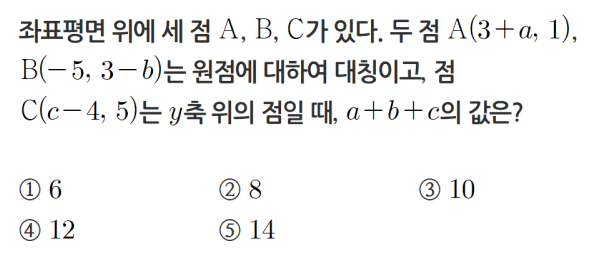 좌표평면 위에 세 점 A, B, C가 있다. 두 점 A(3+a, 1),
B(−5, 3−b)는 원점에 대하여 대칭이고, 점
C(c−4, 5)는 y축 위의 점일 때, a+b+c의 값은?
① 6 ② 8 ③ 10
④ 12 ⑤ 14